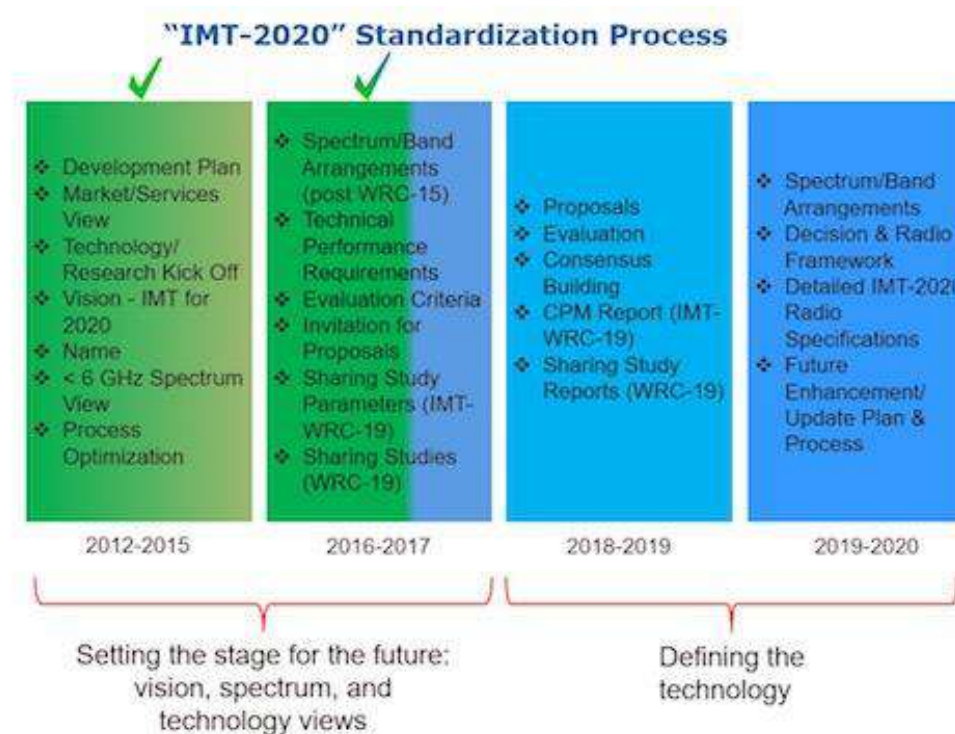 "IMT-2020" Standardization Process
❖ Development Plan
❖ Market/Services
View
❖ Technology/
Research Kick Off
❖ Vision - IMT for
2020
❖ Name
❖ < 6 GHz Spectrum
View
❖ Process
Optimization
❖ Spectrum/Band
Arrangements
(post WRC-15)
❖ Technical
Performance
Requirements
❖ Evaluation Criteria
❖ Invitation for
Proposals
❖ Sharing Study
Parameters (IMT-
WRC-19)
❖ Sharing Studies
(WRC-19)
❖ Proposals
❖ Evaluation
❖ Consensus
Building
❖ CPM Report (IMT-
WRC-19)
❖ Sharing Study
Reports (WRC-19)
❖ Spectrum/Band
Arrangements
❖ Decision & Radio
Framework
❖ Detailed IMT-2020
Radio
Specifications
❖ Future
Enhancement/
Update Plan &
Process
2012-2015
2016-2017
2018-2019
2019-2020
Setting the stage for the future:
vision, spectrum, and
technology views
Defining the
technology